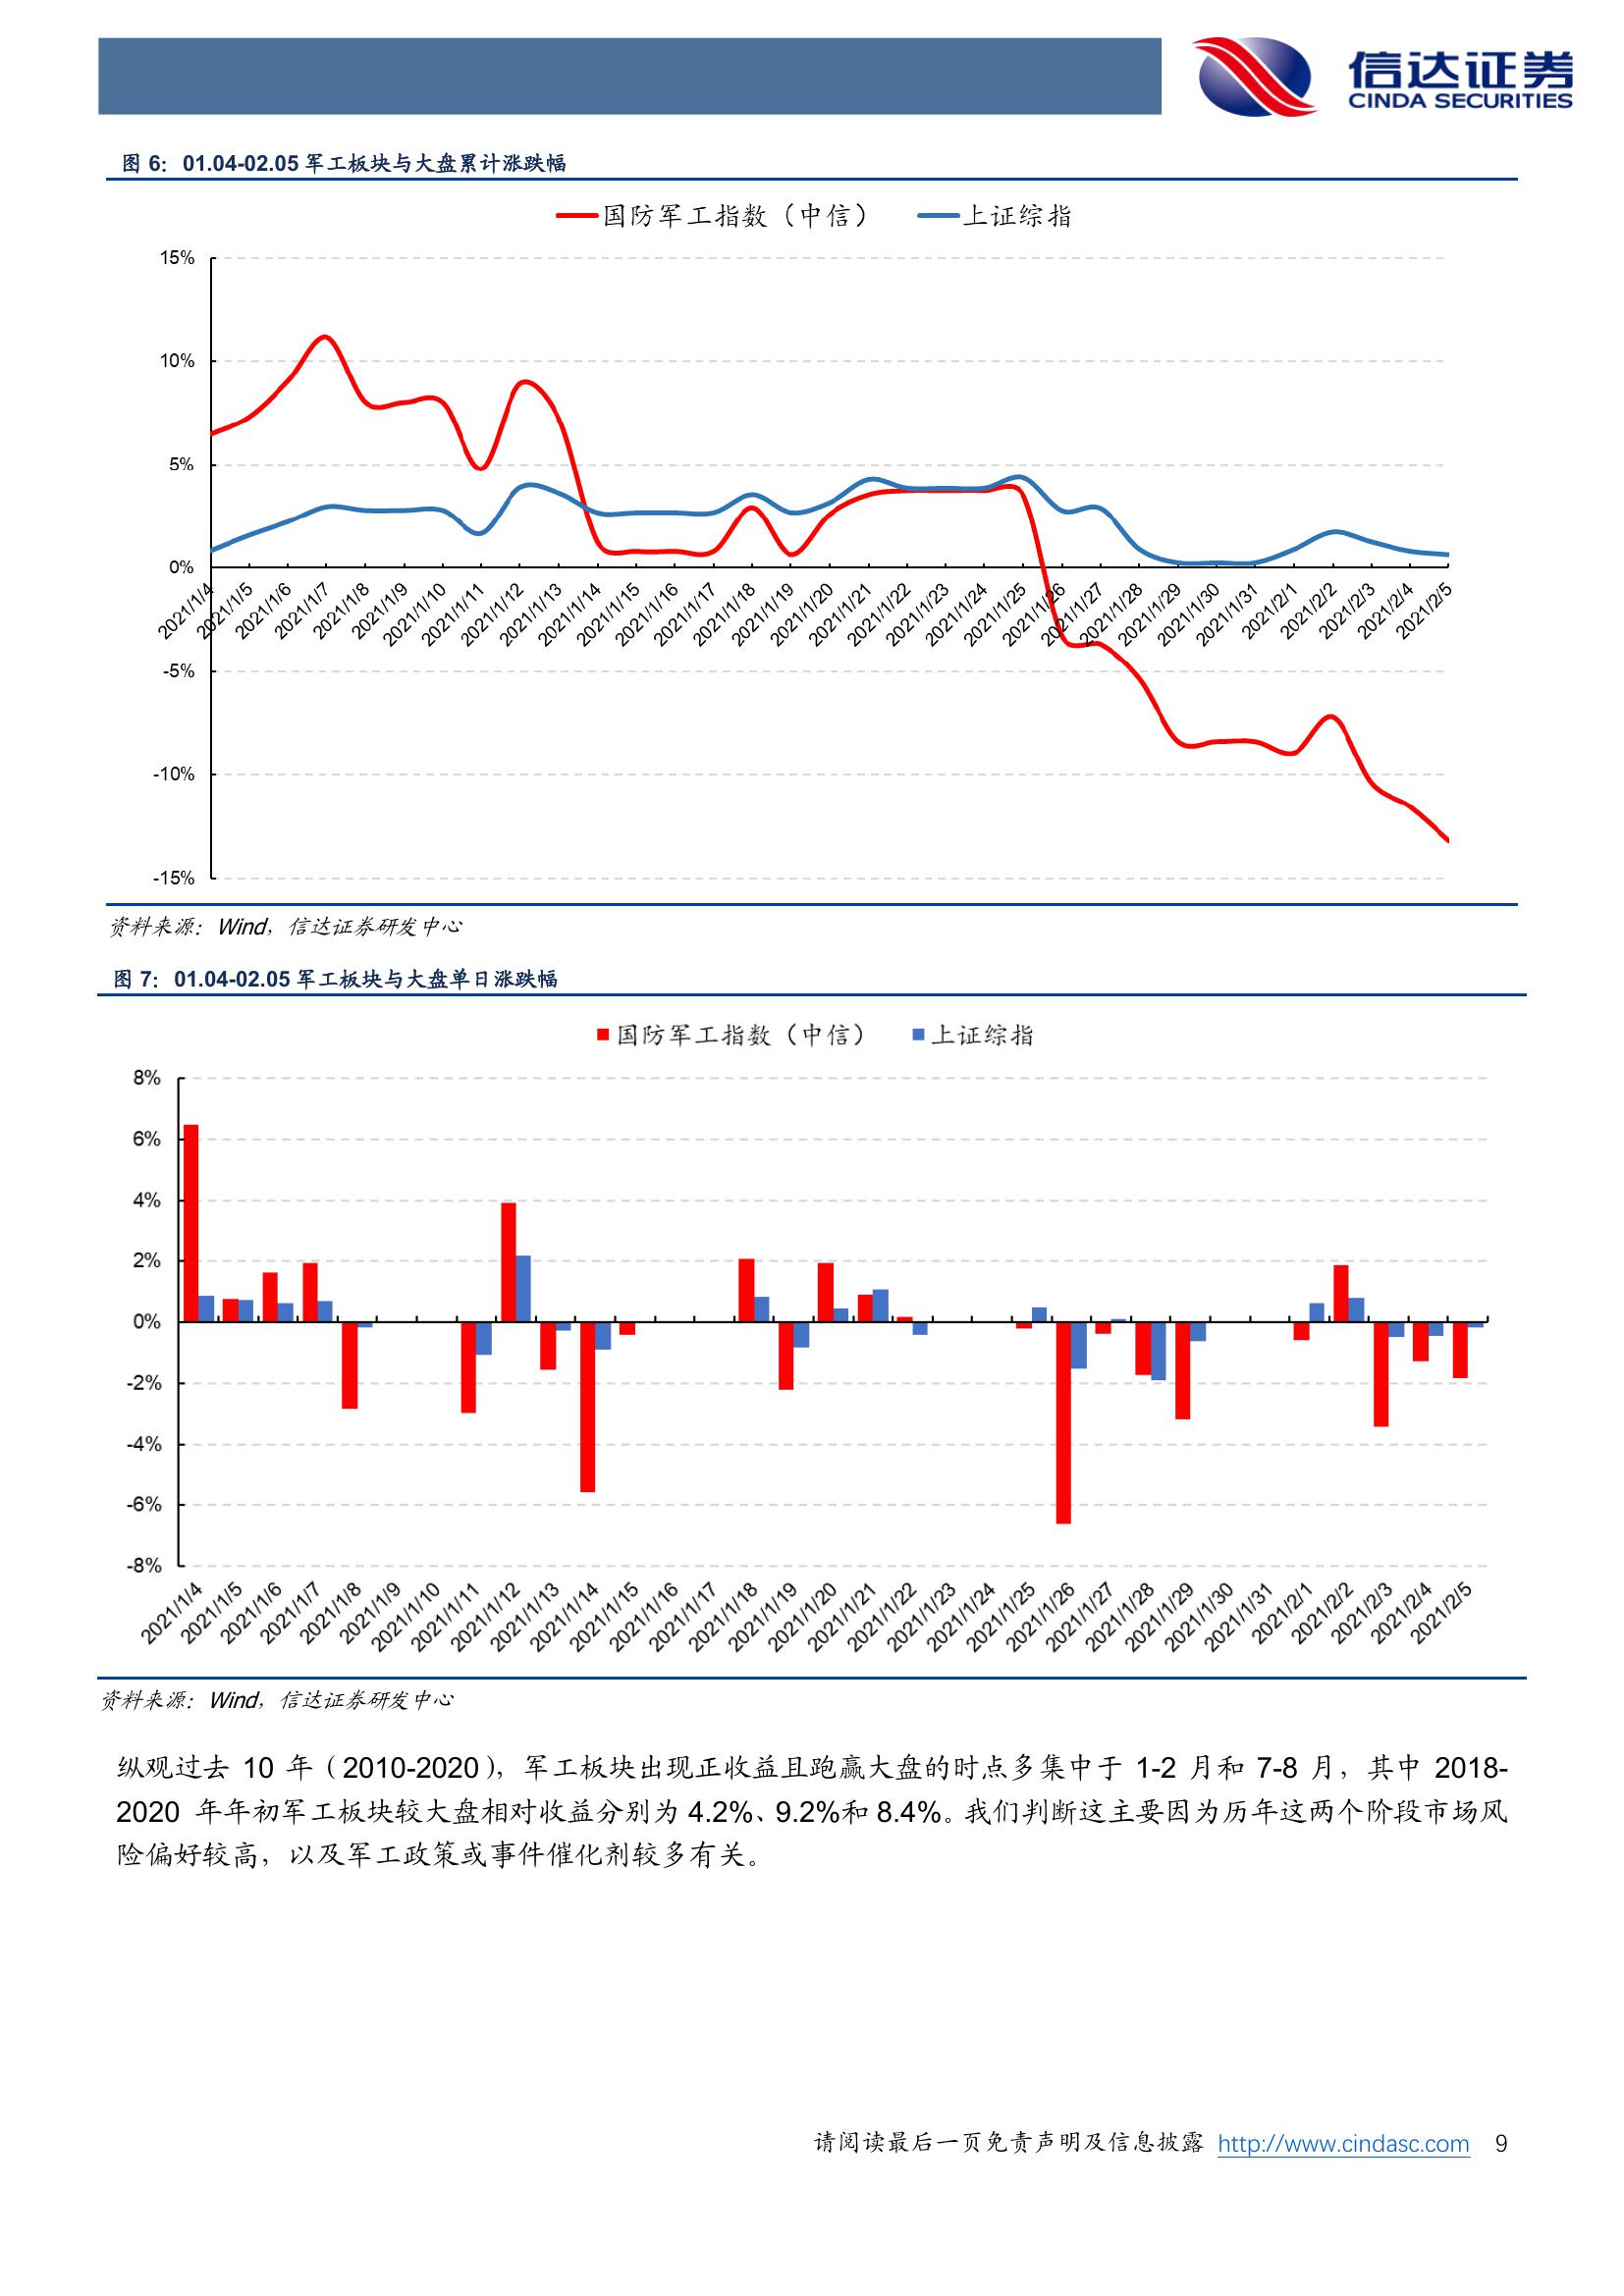 信达证券
CINDA SECURITIES
图 6：01.04-02.05 军工板块与大盘累计涨跌幅
国防军工指数（中信） 上证综指
15%
10%
5%
0%
-5%
-10%
-15%
2021/1/4 2021/1/5 2021/1/6 2021/1/7 2021/1/8 2021/1/9 2021/1/10 2021/1/11 2021/1/12 2021/1/13 2021/1/14 2021/1/15 2021/1/16 2021/1/17 2021/1/18 2021/1/19 2021/1/20 2021/1/21 2021/1/22 2021/1/23 2021/1/24 2021/1/25 2021/1/26 2021/1/27 2021/1/28 2021/1/29 2021/1/30 2021/1/31 2021/2/1 2021/2/2 2021/2/3 2021/2/4 2021/2/5
资料来源：Wind，信达证券研发中心
图 7：01.04-02.05 军工板块与大盘单日涨跌幅
国防军工指数（中信） 上证综指
8%
6%
4%
2%
0%
-2%
-4%
-6%
-8%
2021/1/4 2021/1/5 2021/1/6 2021/1/7 2021/1/8 2021/1/9 2021/1/10 2021/1/11 2021/1/12 2021/1/13 2021/1/14 2021/1/15 2021/1/16 2021/1/17 2021/1/18 2021/1/19 2021/1/20 2021/1/21 2021/1/22 2021/1/23 2021/1/24 2021/1/25 2021/1/26 2021/1/27 2021/1/28 2021/1/29 2021/1/30 2021/1/31 2021/2/1 2021/2/2 2021/2/3 2021/2/4 2021/2/5
资料来源：Wind，信达证券研发中心
纵观过去 10 年（2010-2020），军工板块出现正收益且跑赢大盘的时点多集中于 1-2 月和 7-8 月，其中 2018-
2020 年年初军工板块较大盘相对收益分别为 4.2%、9.2%和 8.4%。我们判断这主要因为历年这两个阶段市场风
险偏好较高，以及军工政策或事件催化剂较多有关。
请阅读最后一页免责声明及信息披露 http://www.cindasc.com 9